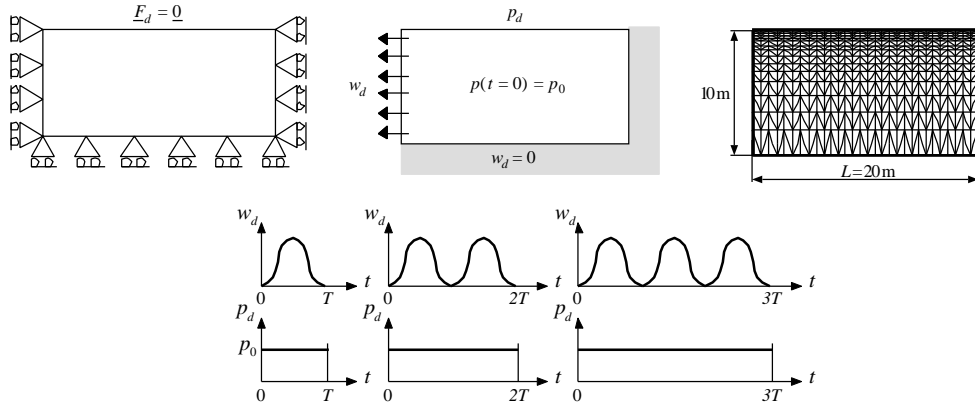 F_d = 0
p_d
w_d
p(t = 0) = p_0
w_d = 0
10m
L=20m
w_d
t
0
T
w_d
t
0
2T
w_d
t
0
3T
p_d
p_0
t
0
T
p_d
t
0
2T
p_d
t
0
3T